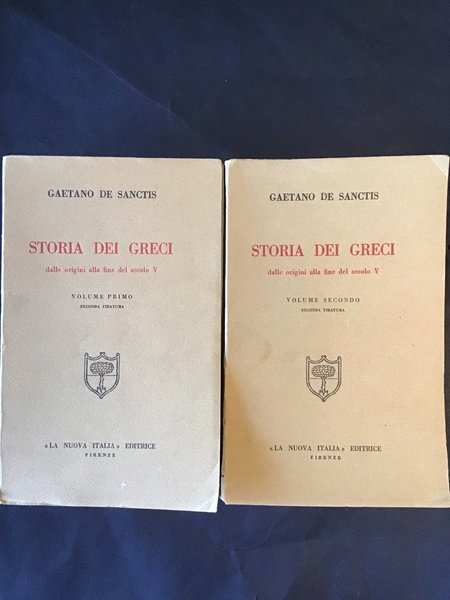 GAETANO DE SANCTIS
STORIA DEI GRECI
dalle origini alla fine del secolo V
VOLUME PRIMO
SECONDA TIRATURA
«LA NUOVA ITALIA» EDITRICE
FIRENZE
GAETANO DE SANCTIS
STORIA DEI GRECI
dalle origini alla fine del secolo V
VOLUME SECONDO
SECONDA TIRATURA
«LA NUOVA ITALIA» EDITRICE
FIRENZE